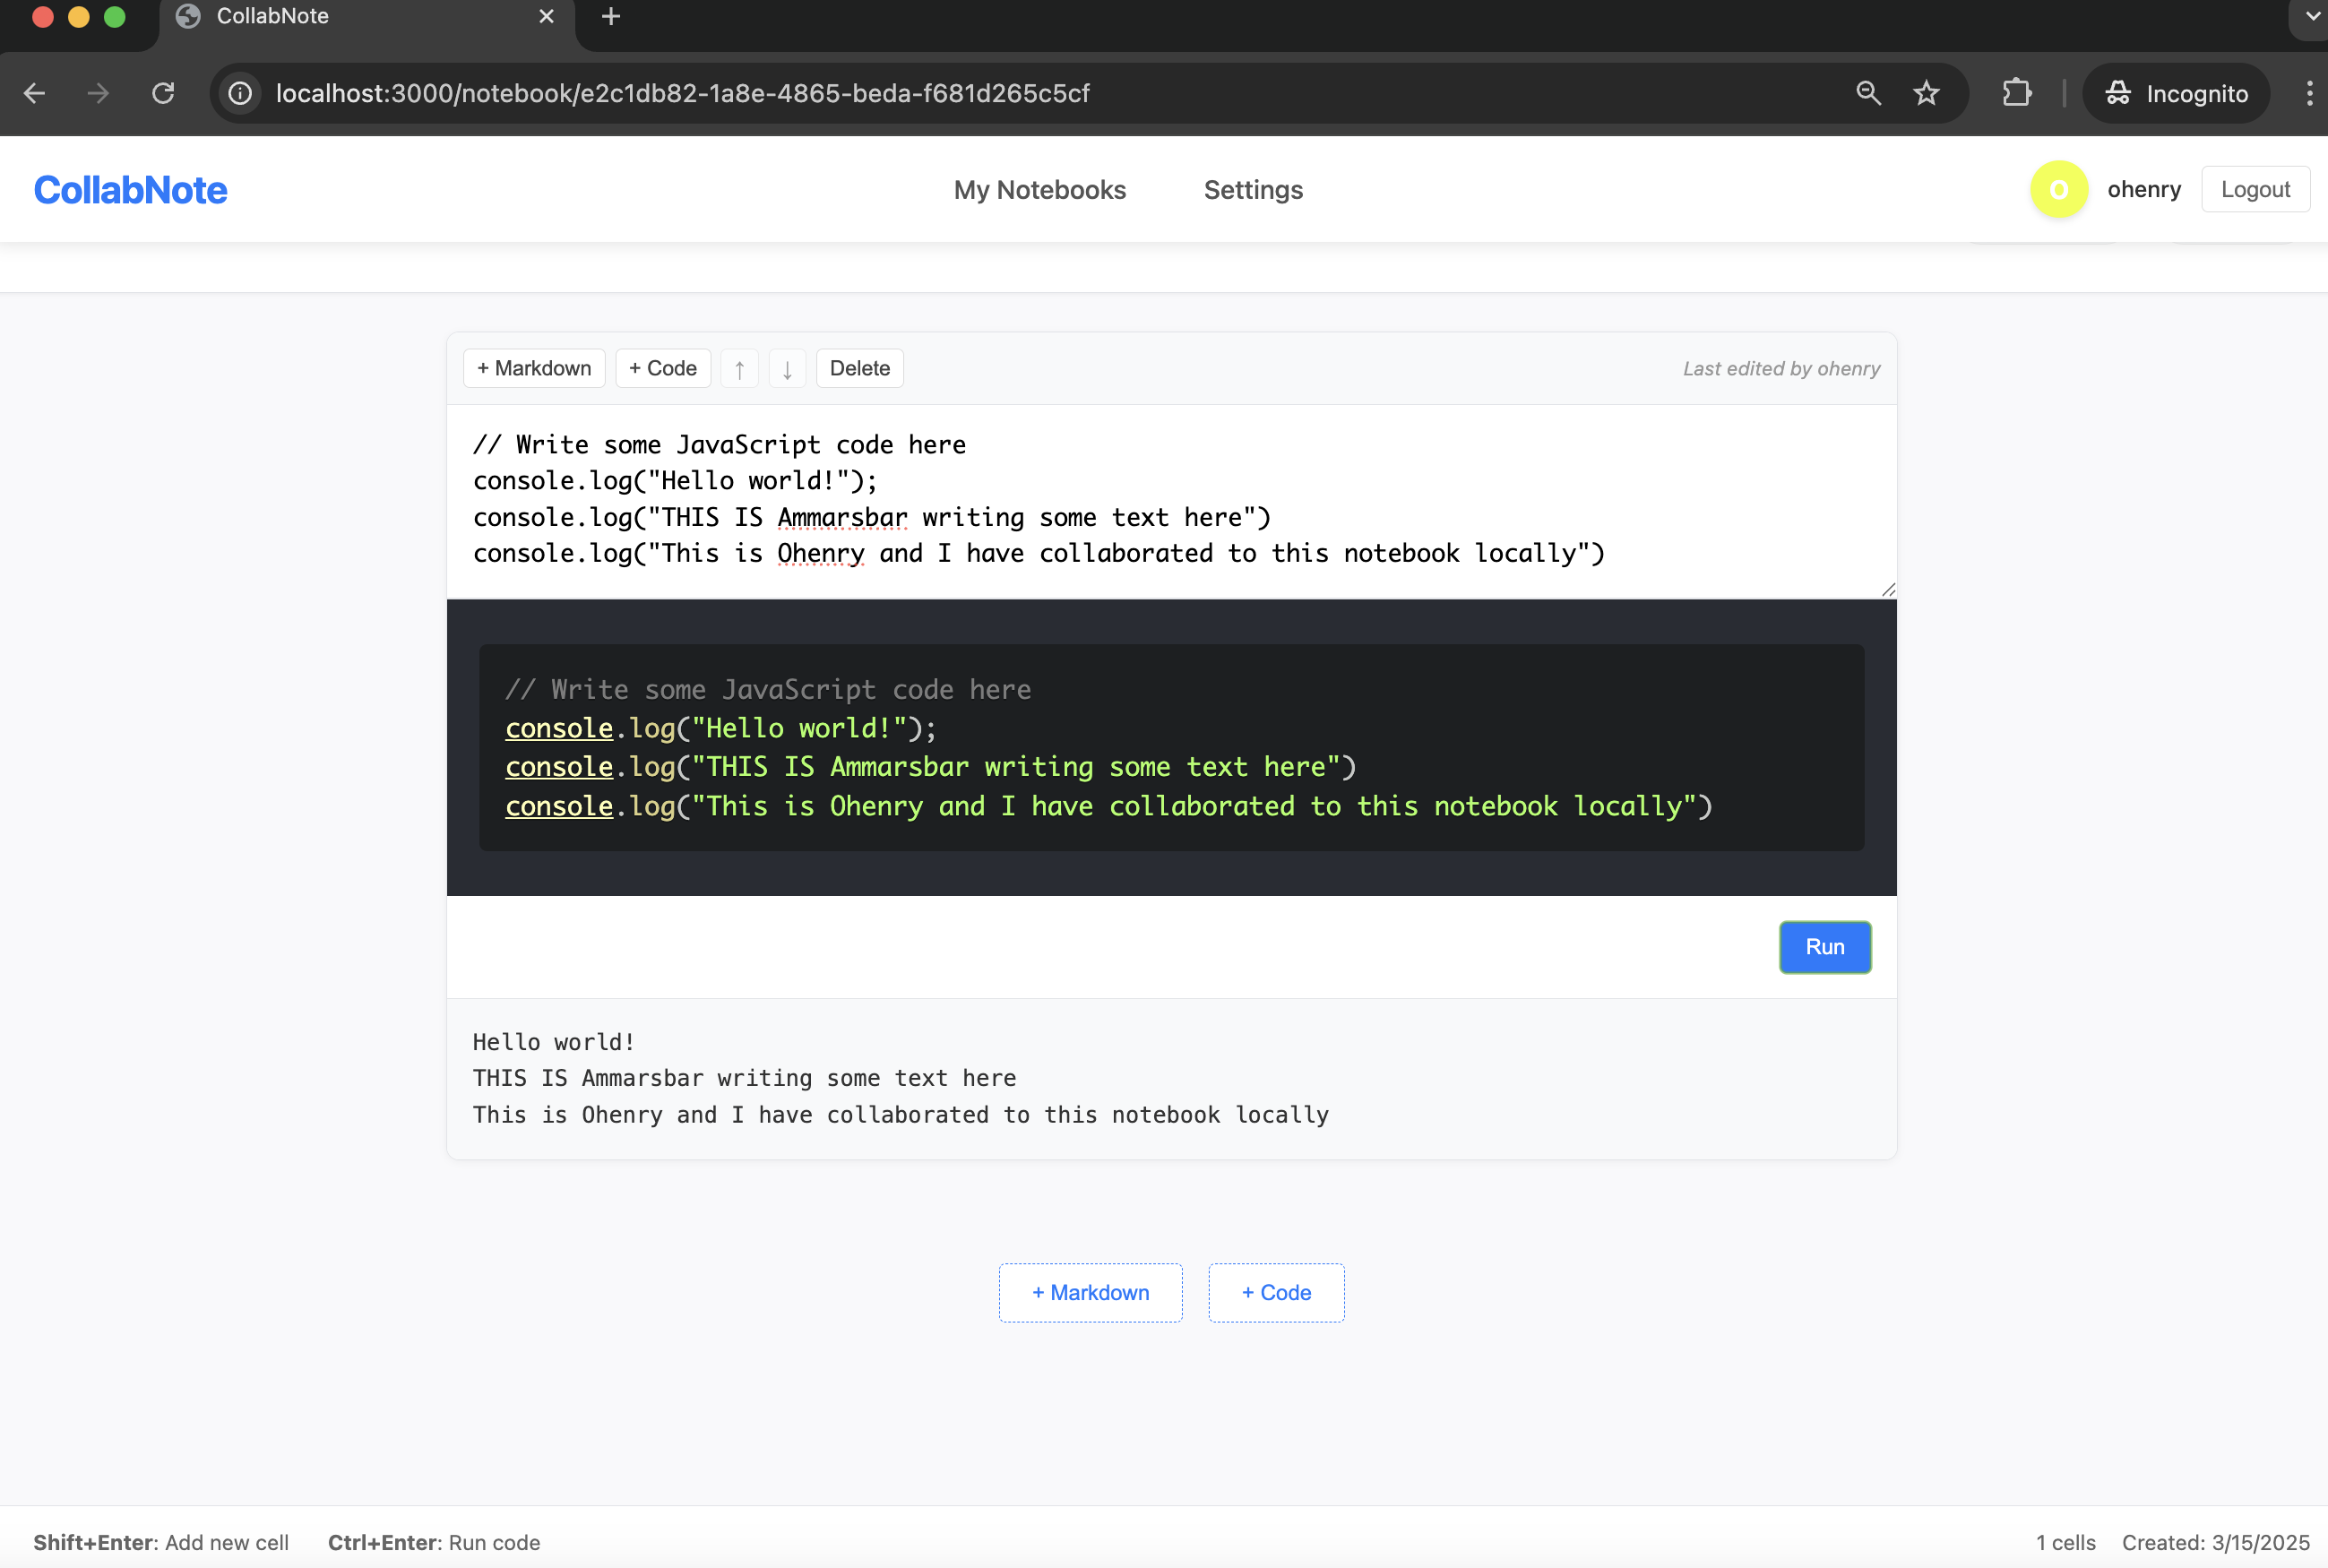 CollabNote
localhost:3000/notebook/e2c1db82-1a8e-4865-beda-f681d265c5cf
Incognito
CollabNote
My Notebooks
Settings
O
ohenry
Logout
+ Markdown
+ Code
↑
↓
Delete
Last edited by ohenry
// Write some JavaScript code here
console.log("Hello world!");
console.log("THIS IS Ammarsbar writing some text here")
console.log("This is Ohenry and I have collaborated to this notebook locally")
// Write some JavaScript code here
console.log("Hello world!");
console.log("THIS IS Ammarsbar writing some text here")
console.log("This is Ohenry and I have collaborated to this notebook locally")
Run
Hello world!
THIS IS Ammarsbar writing some text here
This is Ohenry and I have collaborated to this notebook locally
+ Markdown
+ Code
Shift+Enter: Add new cell
Ctrl+Enter: Run code
1 cells
Created: 3/15/2025